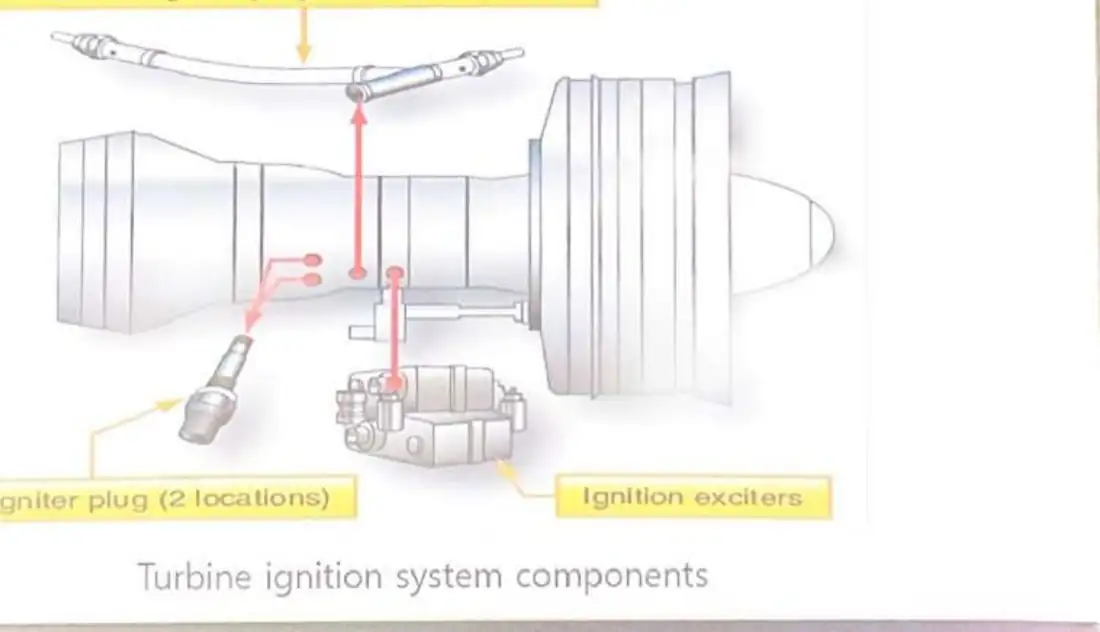 gniter plug (2 locations)
Ignition exciters
Turbine ignition system components